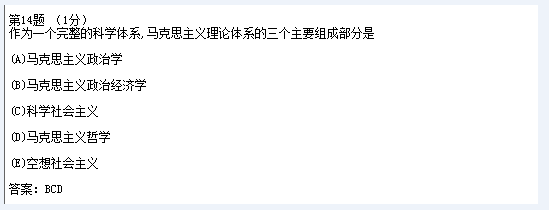 第14题 （1分）
作为一个完整的科学体系,马克思主义理论体系的三个主要组成部分是
(A)马克思主义政治学
(B)马克思主义政治经济学
(C)科学社会主义
(D)马克思主义哲学
(E)空想社会主义
答案：BCD